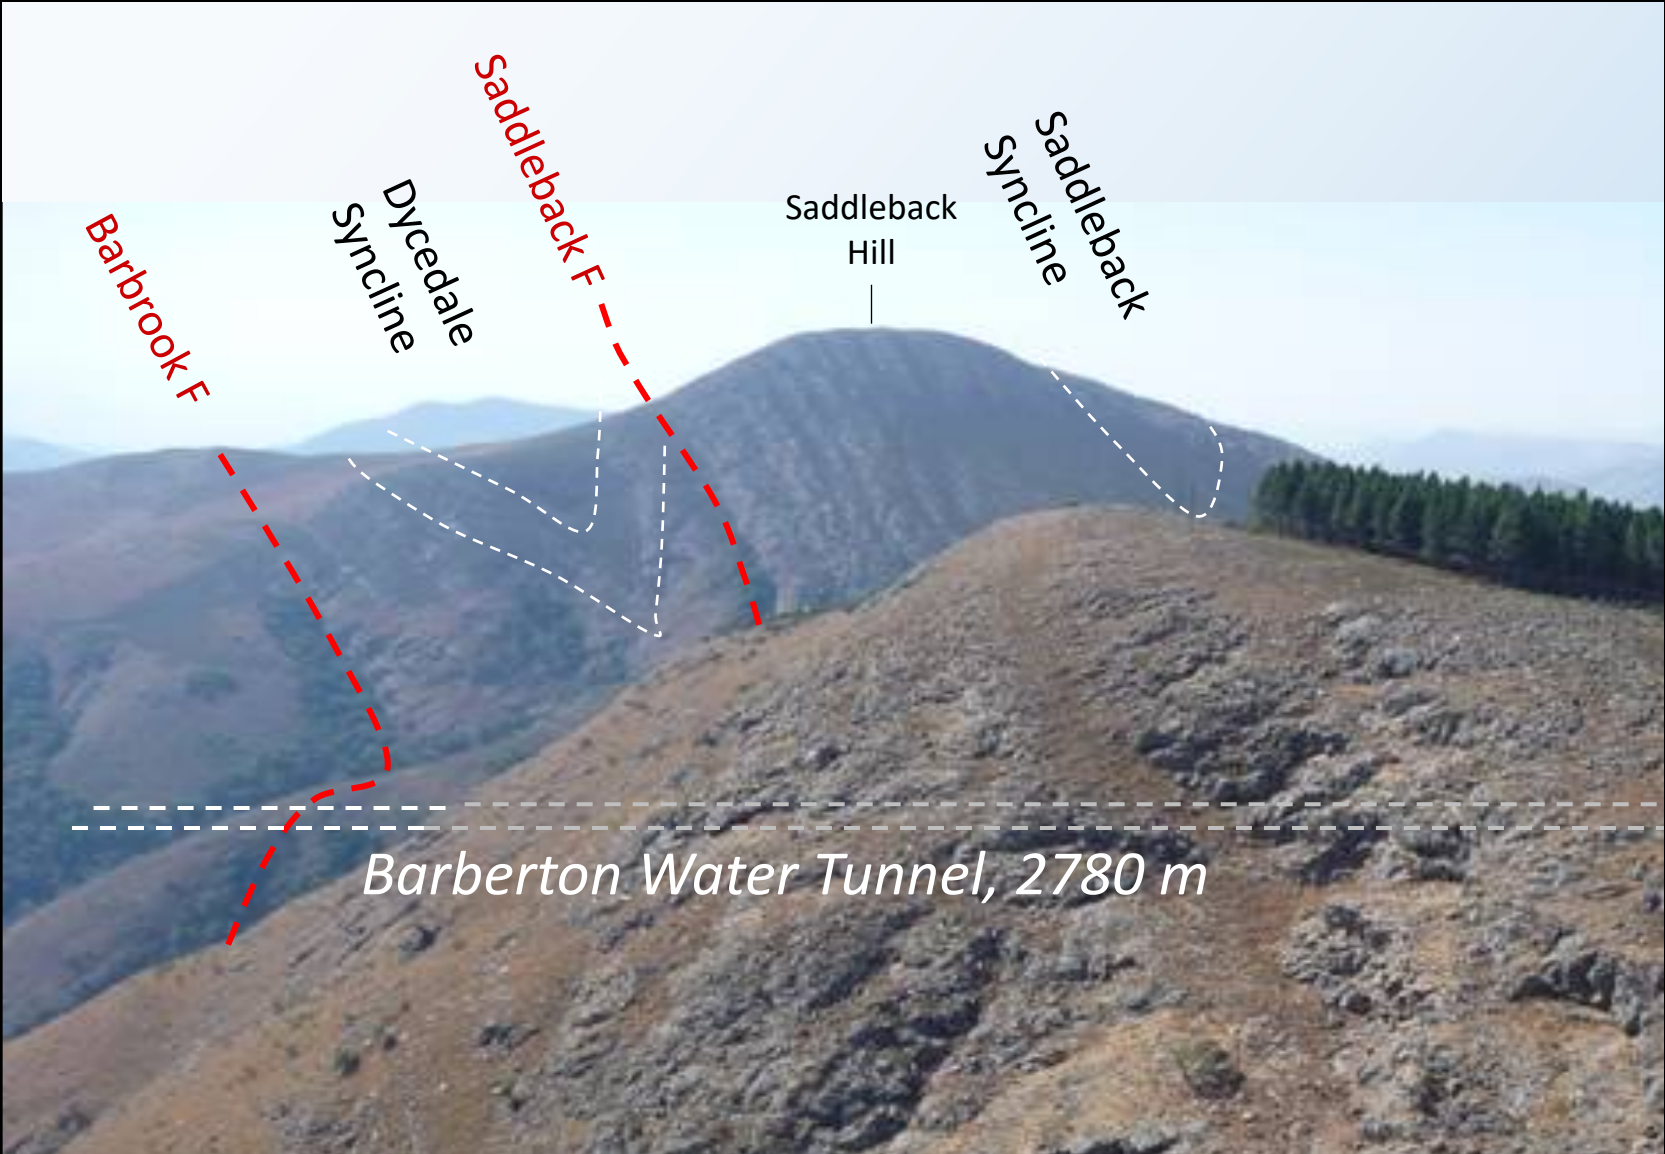 Barbrook F
Dycedale
Syncline
Saddleback F
Saddleback
Hill
Saddleback
Syncline
Barberton Water Tunnel, 2780 m